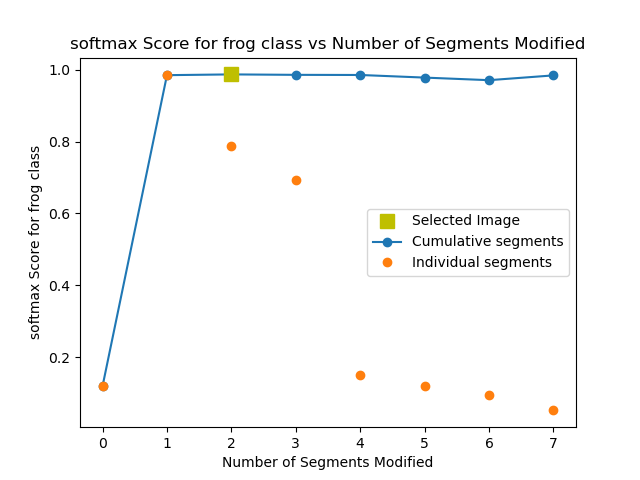 softmax Score for frog class vs Number of Segments Modified
softmax Score for frog class
1.0
0.8
0.6
0.4
0.2
Selected Image
Cumulative segments
Individual segments
0 1 2 3 4 5 6 7
Number of Segments Modified